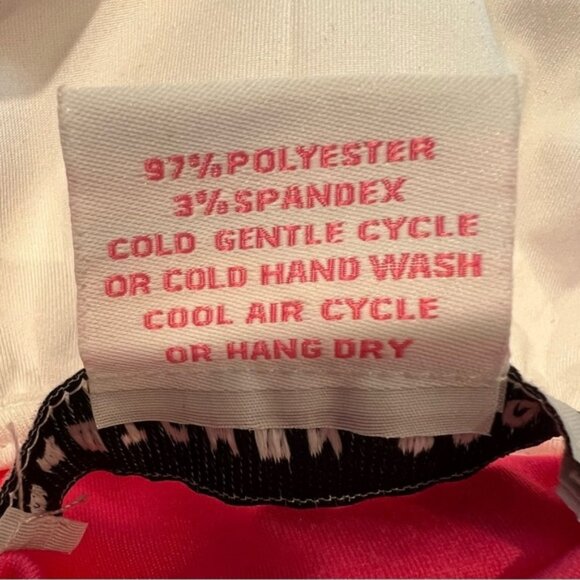 97% POLYESTER
3% SPANDEX
COLD GENTLE CYCLE
OR COLD HAND WASH
COOL AIR CYCLE
OR HANG DRY